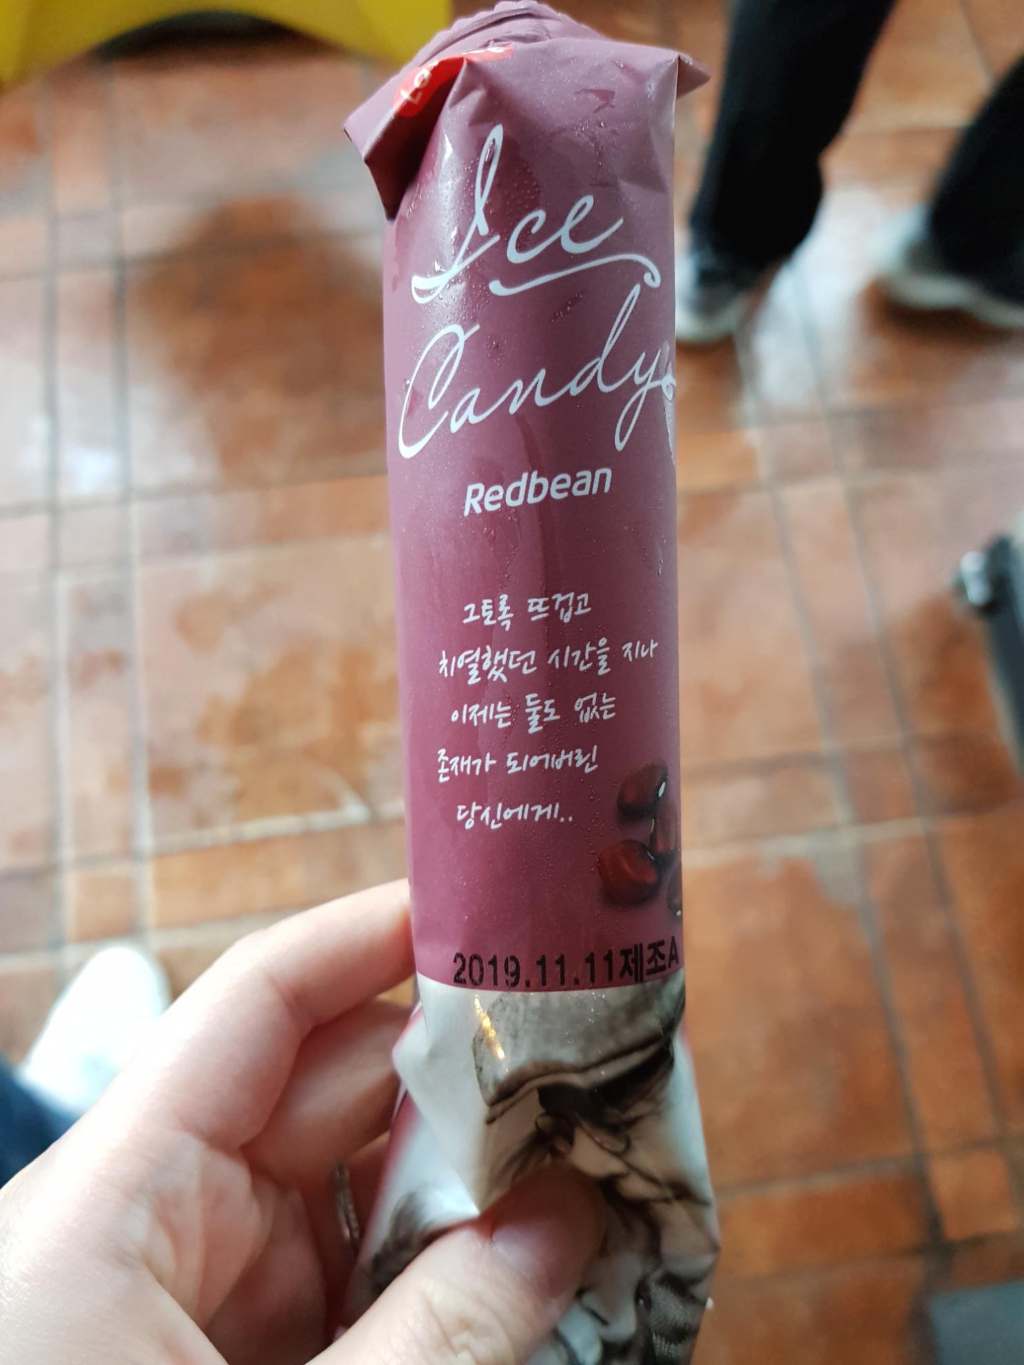 Ice
Candy
Redbean
그토록 뜨겁고
치열했던 시간을 지나
이제는 둘도 없는
존재가 되어버린
당신에게..
2019.11.11제조A